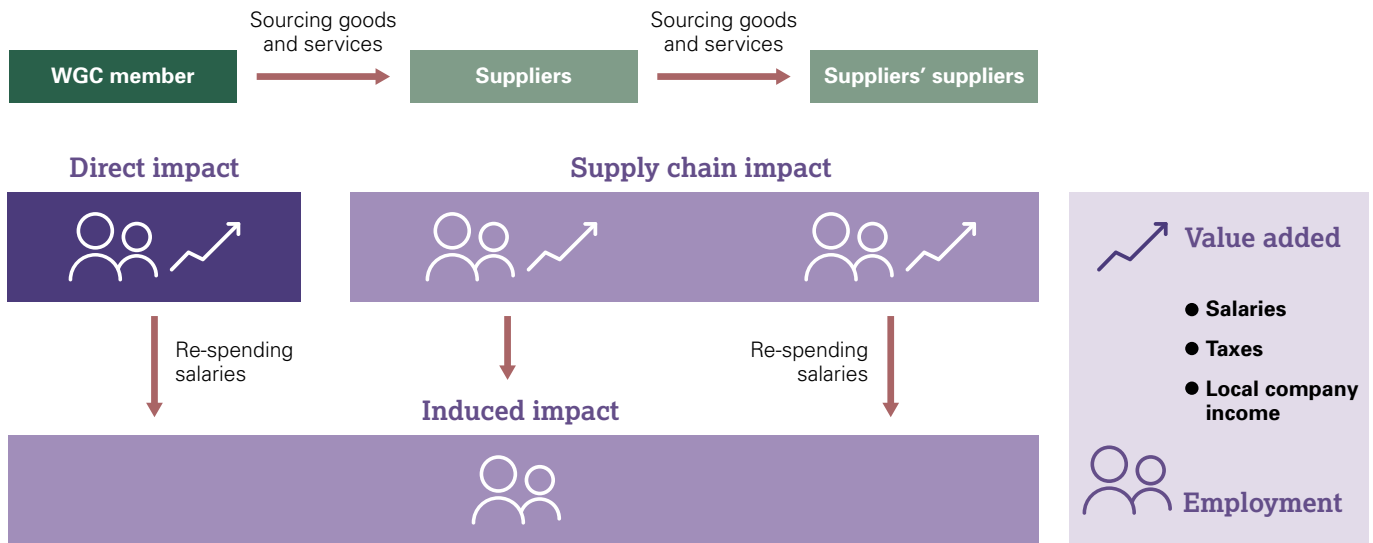 Sourcing goods
and services
Sourcing goods
and services
WGC member
Suppliers
Suppliers’ suppliers
Direct impact
Supply chain impact
Value added
● Salaries
● Taxes
● Local company
income
Re-spending
salaries
Re-spending
salaries
Induced impact
Employment